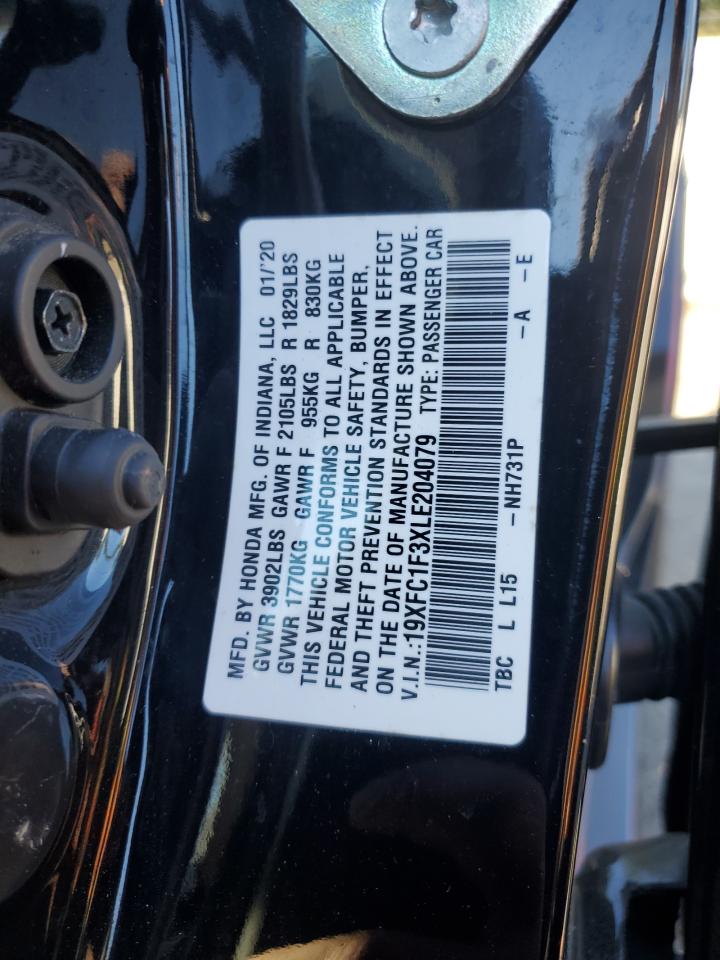 MFD. BY HONDA MFG. OF INDIANA, LLC 01/'20
GVWR 3902LBS GAWR F 2105LBS R 1829LBS
GVWR 1770KG GAWR F 955KG R 830KG
THIS VEHICLE CONFORMS TO ALL APPLICABLE
FEDERAL MOTOR VEHICLE SAFETY, BUMPER,
AND THEFT PREVENTION STANDARDS IN EFFECT
ON THE DATE OF MANUFACTURE SHOWN ABOVE.
V.I.N.:19XFC1F3XLE204079 TYPE: PASSENGER CAR
TBC L L15 -NH731P -A -E